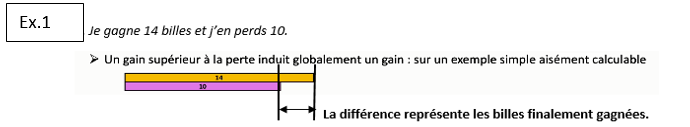 Ex.1
Je gagne 14 billes et j'en perds 10.
➢ Un gain supérieur à la perte induit globalement un gain : sur un exemple simple aisément calculable
14
10
La différence représente les billes finalement gagnées.